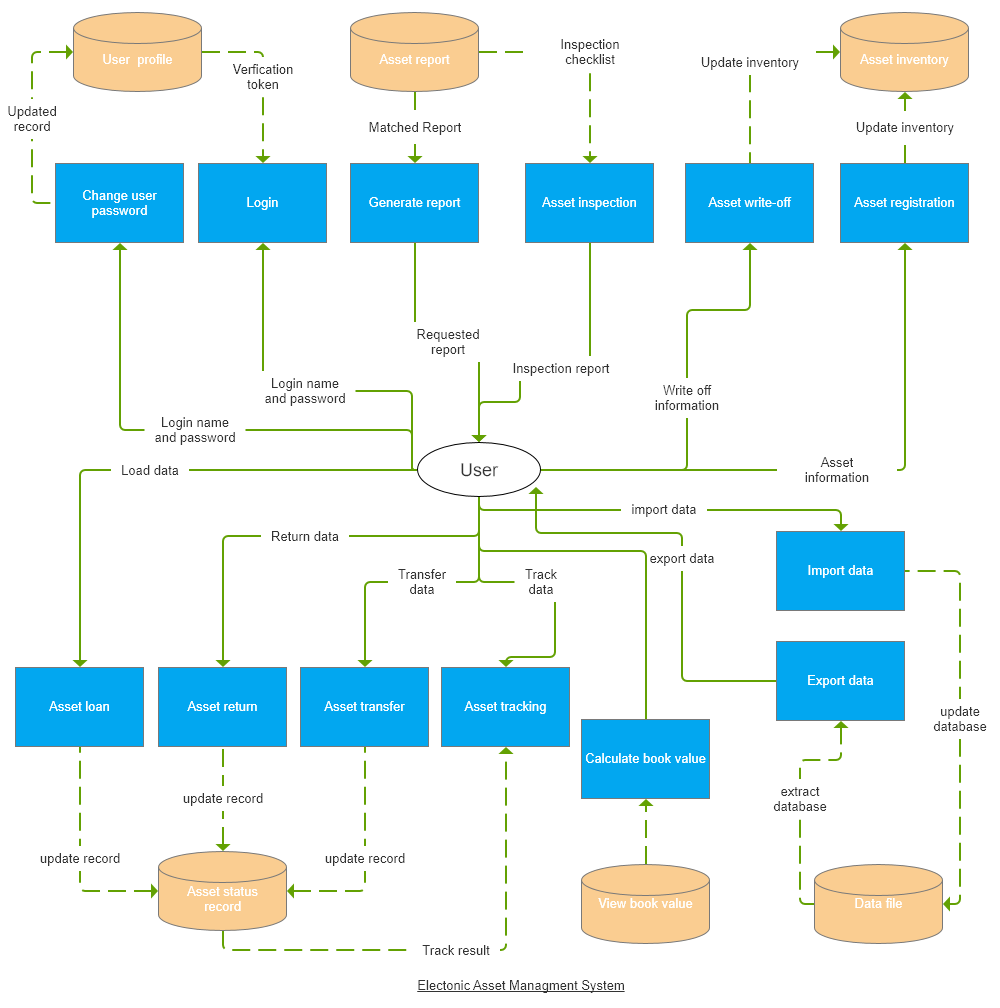 User profile
Asset report
Inspection
checklist
Asset inventory
Verfication
token
Update inventory
Updated
record
Matched Report
Update inventory
Change user
password
Login
Generate report
Asset inspection
Asset write-off
Asset registration
Requested
report
Inspection report
Login name
and password
Write off
information
Login name
and password
Load data
User
Asset
information
import data
Return data
export data
Import data
Transfer
data
Track
data
Export data
Asset loan
Asset return
Asset transfer
Asset tracking
update
database
Calculate book value
update record
extract
database
update record
update record
Asset status
record
View book value
Data file
Track result
Electonic Asset Managment System